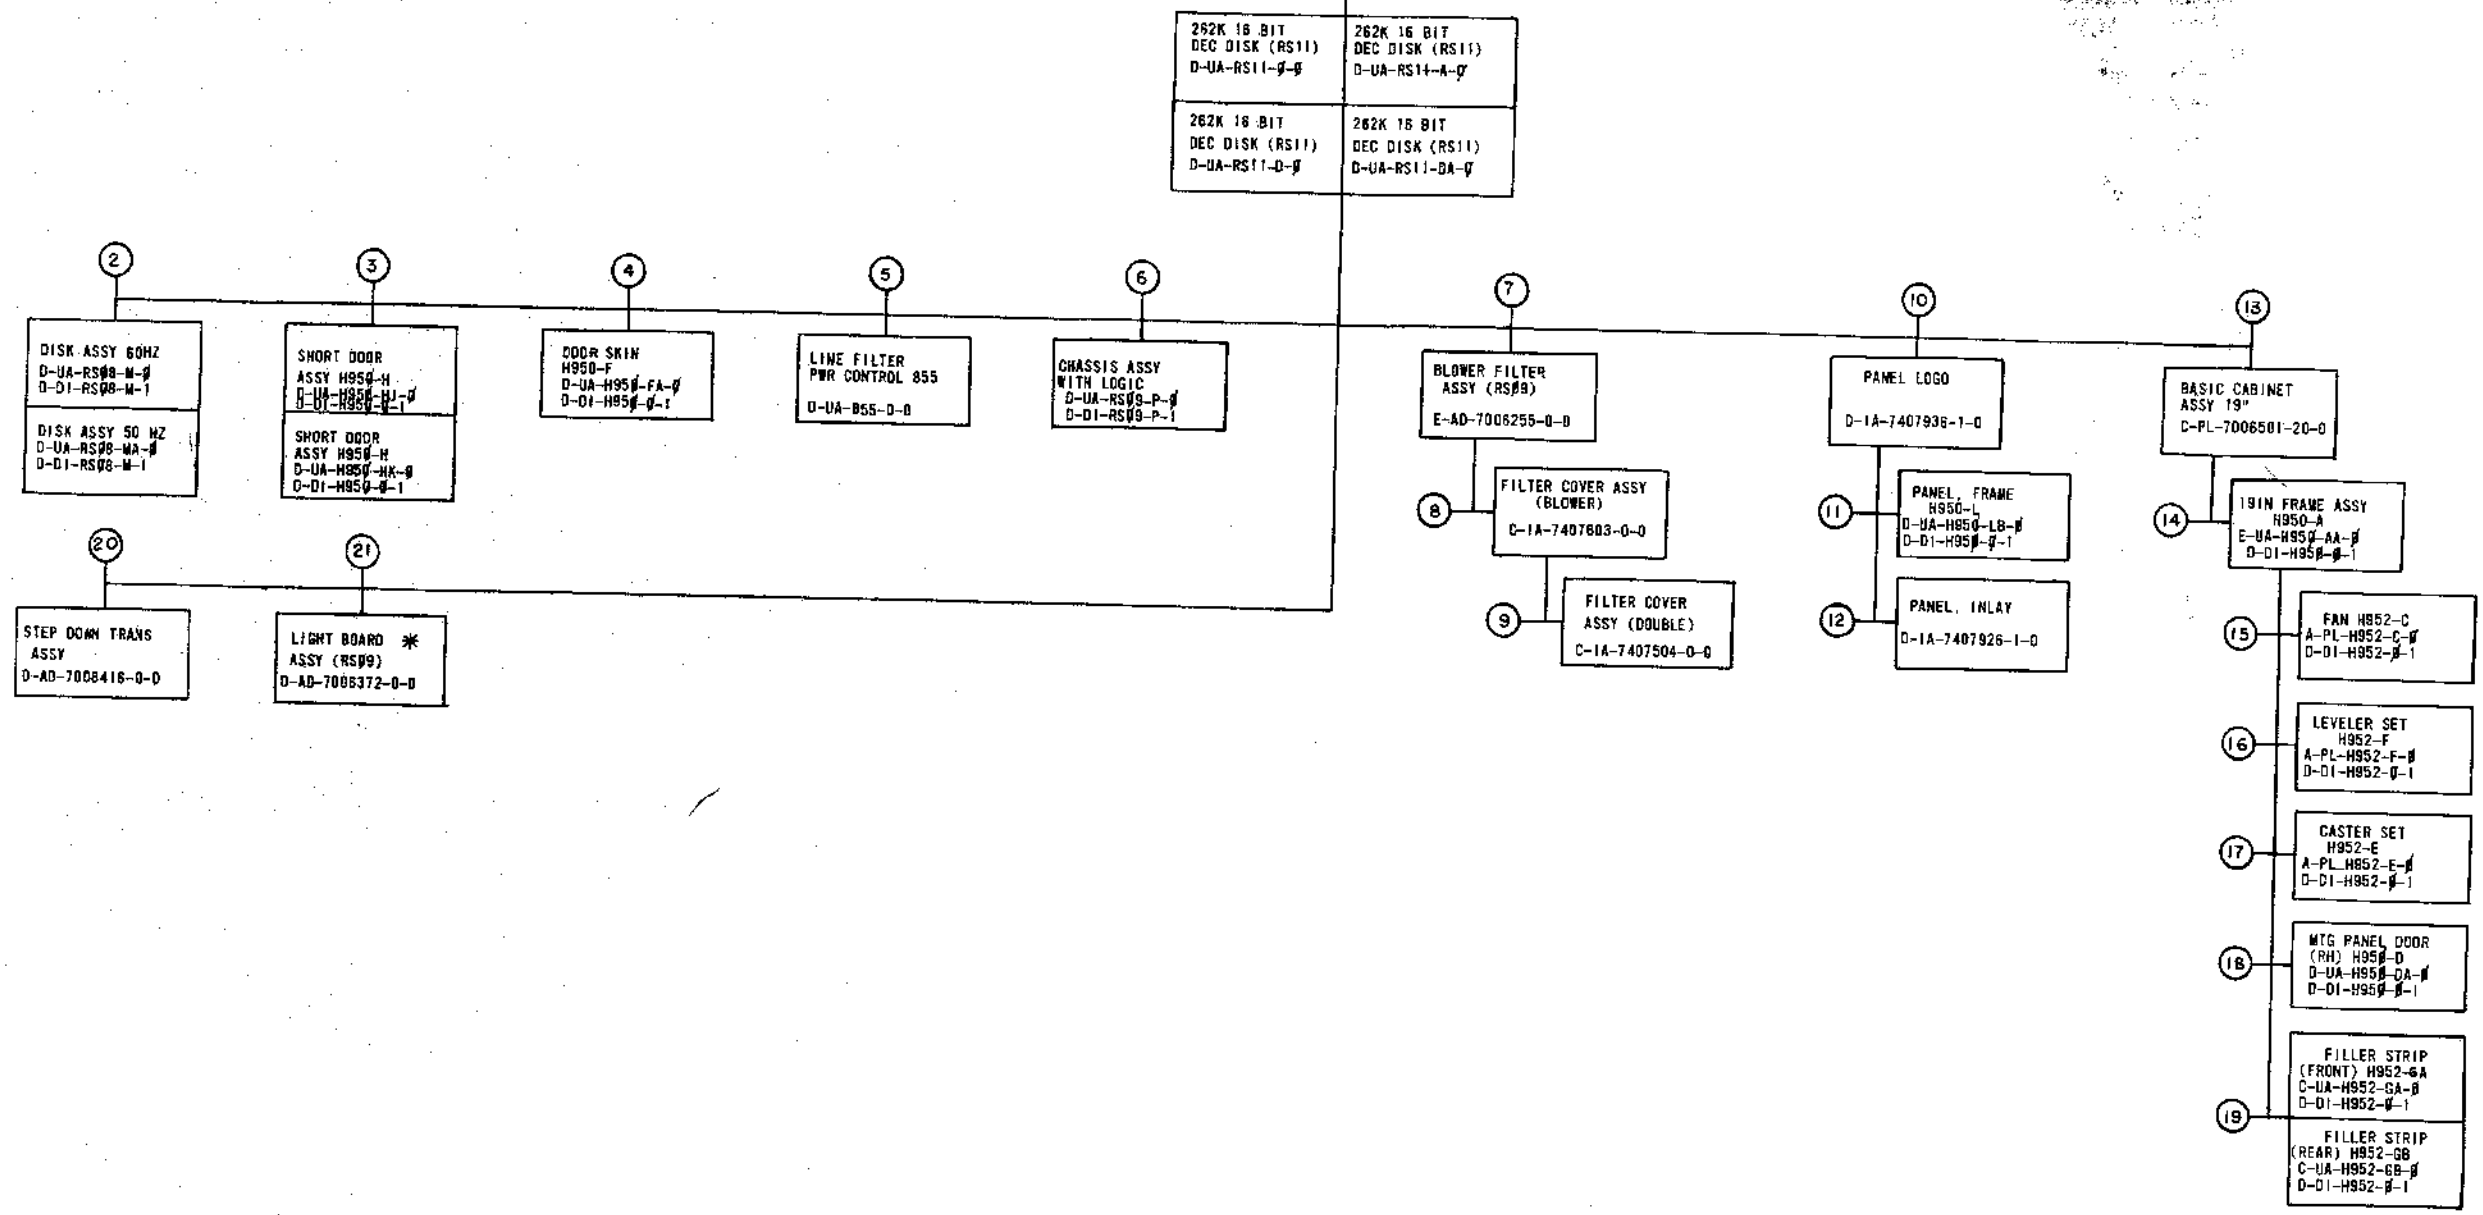 262K 16 BIT
DEC DISK (RS11)
D-UA-RS11-Ø-Ø
262K 16 BIT
DEC DISK (RS11)
D-UA-RS11-A-Ø
262K 16 BIT
DEC DISK (RS11)
D-UA-RS11-D-Ø
262K 16 BIT
DEC DISK (RS11)
D-UA-RS11-DA-Ø
2
DISK ASSY 60HZ
D-UA-RSØ8-M-Ø
D-DI-RSØ8-M-1
DISK ASSY 50 HZ
D-UA-RSØ8-MA-Ø
D-DI-RSØ8-M-1
3
SHORT DOOR
ASSY H95Ø-H
D-UA-H95Ø-HJ-Ø
D-DI-H95Ø-Ø-1
SHORT DOOR
ASSY H95Ø-H
D-UA-H95Ø-HK-Ø
D-DI-H95Ø-Ø-1
4
DOOR SKIN
H950-F
D-UA-H95Ø-FA-Ø
D-DI-H95Ø-Ø-1
5
LINE FILTER
PWR CONTROL 855
D-UA-855-0-0
6
CHASSIS ASSY
WITH LOGIC
D-UA-RSØ9-P-Ø
D-DI-RSØ9-P-1
7
BLOWER FILTER
ASSY (RSØ9)
E-AD-7006255-0-0
8
FILTER COVER ASSY
(BLOWER)
C-IA-7407603-0-0
9
FILTER COVER
ASSY (DOUBLE)
C-IA-7407504-0-0
10
PANEL LOGO
D-IA-7407936-1-0
11
PANEL, FRAME
H950-L
D-UA-H95Ø-LB-Ø
D-DI-H95Ø-Ø-1
12
PANEL, INLAY
D-IA-7407926-1-0
13
BASIC CABINET
ASSY 19"
C-PL-7006501-20-0
14
19IN FRAME ASSY
H950-A
E-UA-H95Ø-AA-Ø
D-DI-H95Ø-Ø-1
15
FAN H952-C
A-PL-H952-C-Ø
D-DI-H952-Ø-1
16
LEVELER SET
H952-F
A-PL-H952-F-Ø
D-DI-H952-Ø-1
17
CASTER SET
H952-E
A-PL-H952-E-Ø
D-DI-H952-Ø-1
18
MTG PANEL DOOR
(RH) H95Ø-D
D-UA-H95Ø-DA-Ø
D-DI-H95Ø-Ø-1
19
FILLER STRIP
(FRONT) H952-GA
C-UA-H952-GA-Ø
D-DI-H952-Ø-1
FILLER STRIP
(REAR) H952-GB
C-UA-H952-GB-Ø
D-DI-H952-Ø-1
20
STEP DOWN TRANS
ASSY
D-AD-7008416-0-0
21
LIGHT BOARD *
ASSY (RSØ9)
D-AD-7006372-0-0